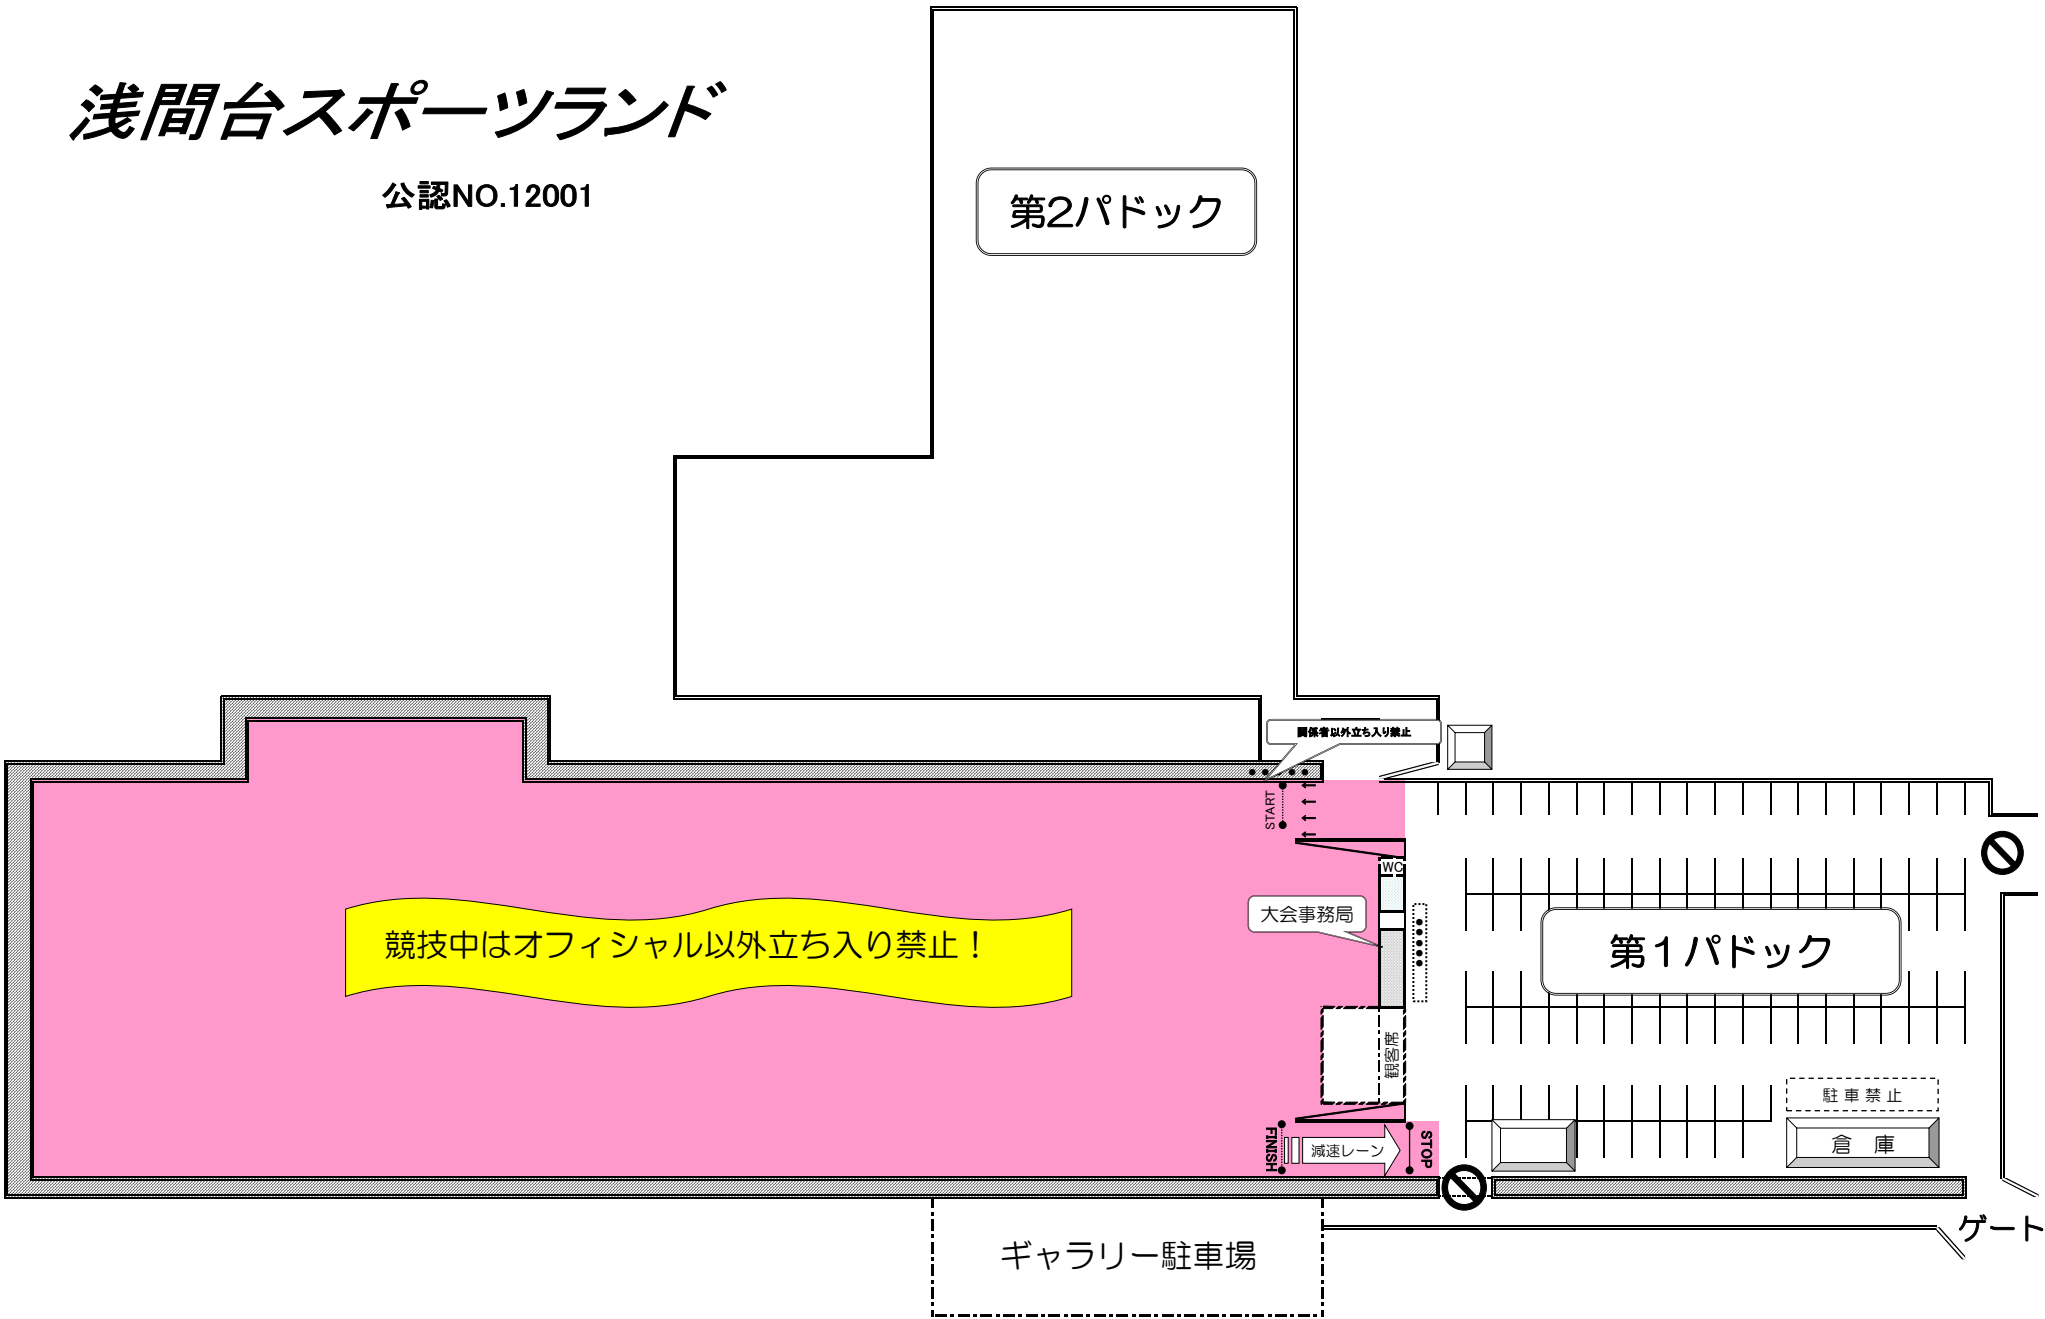 浅間台スポーツランド
公認NO.12001
第2パドック
関係者以外立ち入り禁止
START
WC
大会事務局
競技中はオフィシャル以外立ち入り禁止！
第１パドック
観客席
駐車禁止
倉　庫
FINISH
減速レーン
STOP
ゲート
ギャラリー駐車場